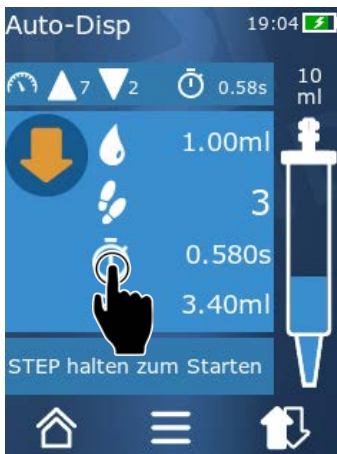 Auto-Disp 19:04
7 2 0.58s
10 ml
1.00ml
3
0.580s
3.40ml
STEP halten zum Starten